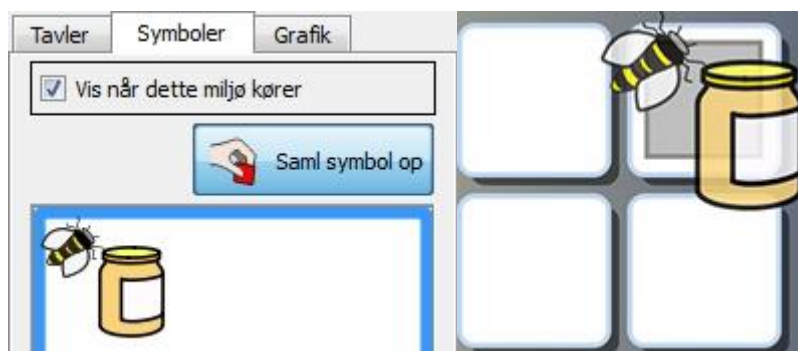 Tavler Symboler Grafik
Vis når dette miljø kører
Saml symbol op